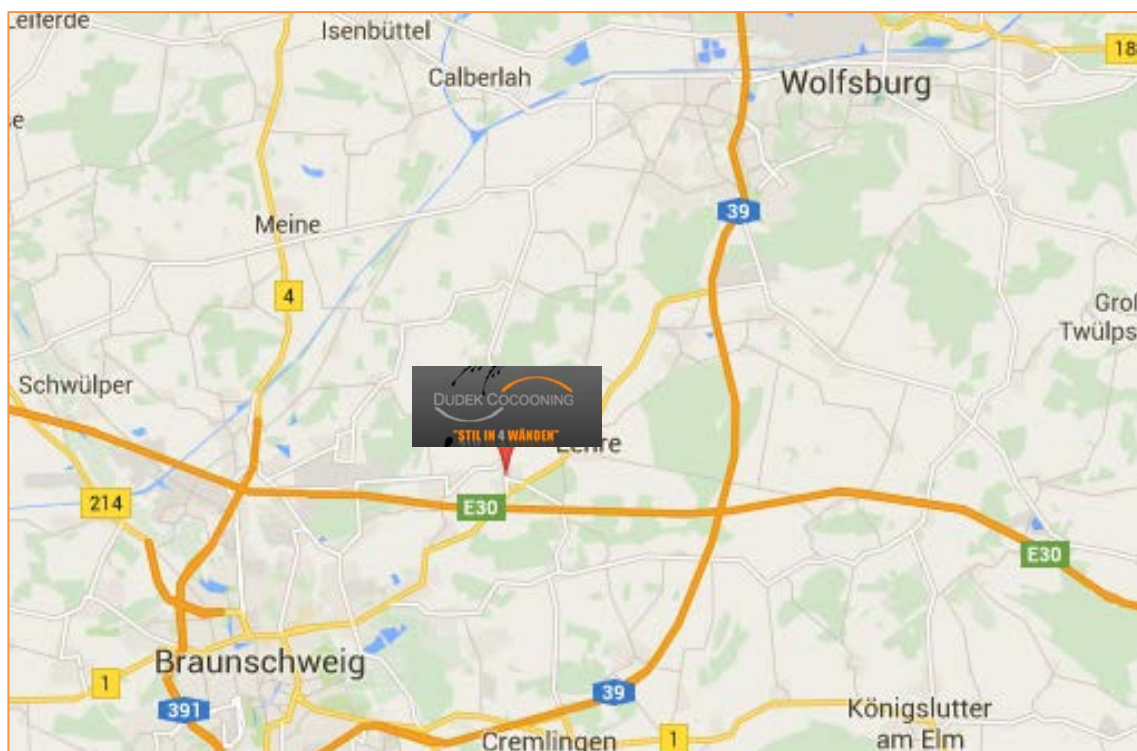 Leiferde
Isenbüttel
Calberlah
Wolfsburg
188
se
39
Meine
4
Groß
Twülps
Schwülper
DUDEK COCOONING
"STIL IN 4 WÄNDEN"
Lehre
214
E30
E30
Braunschweig
1
39
391
Königslutter
am Elm
Cremlingen
1